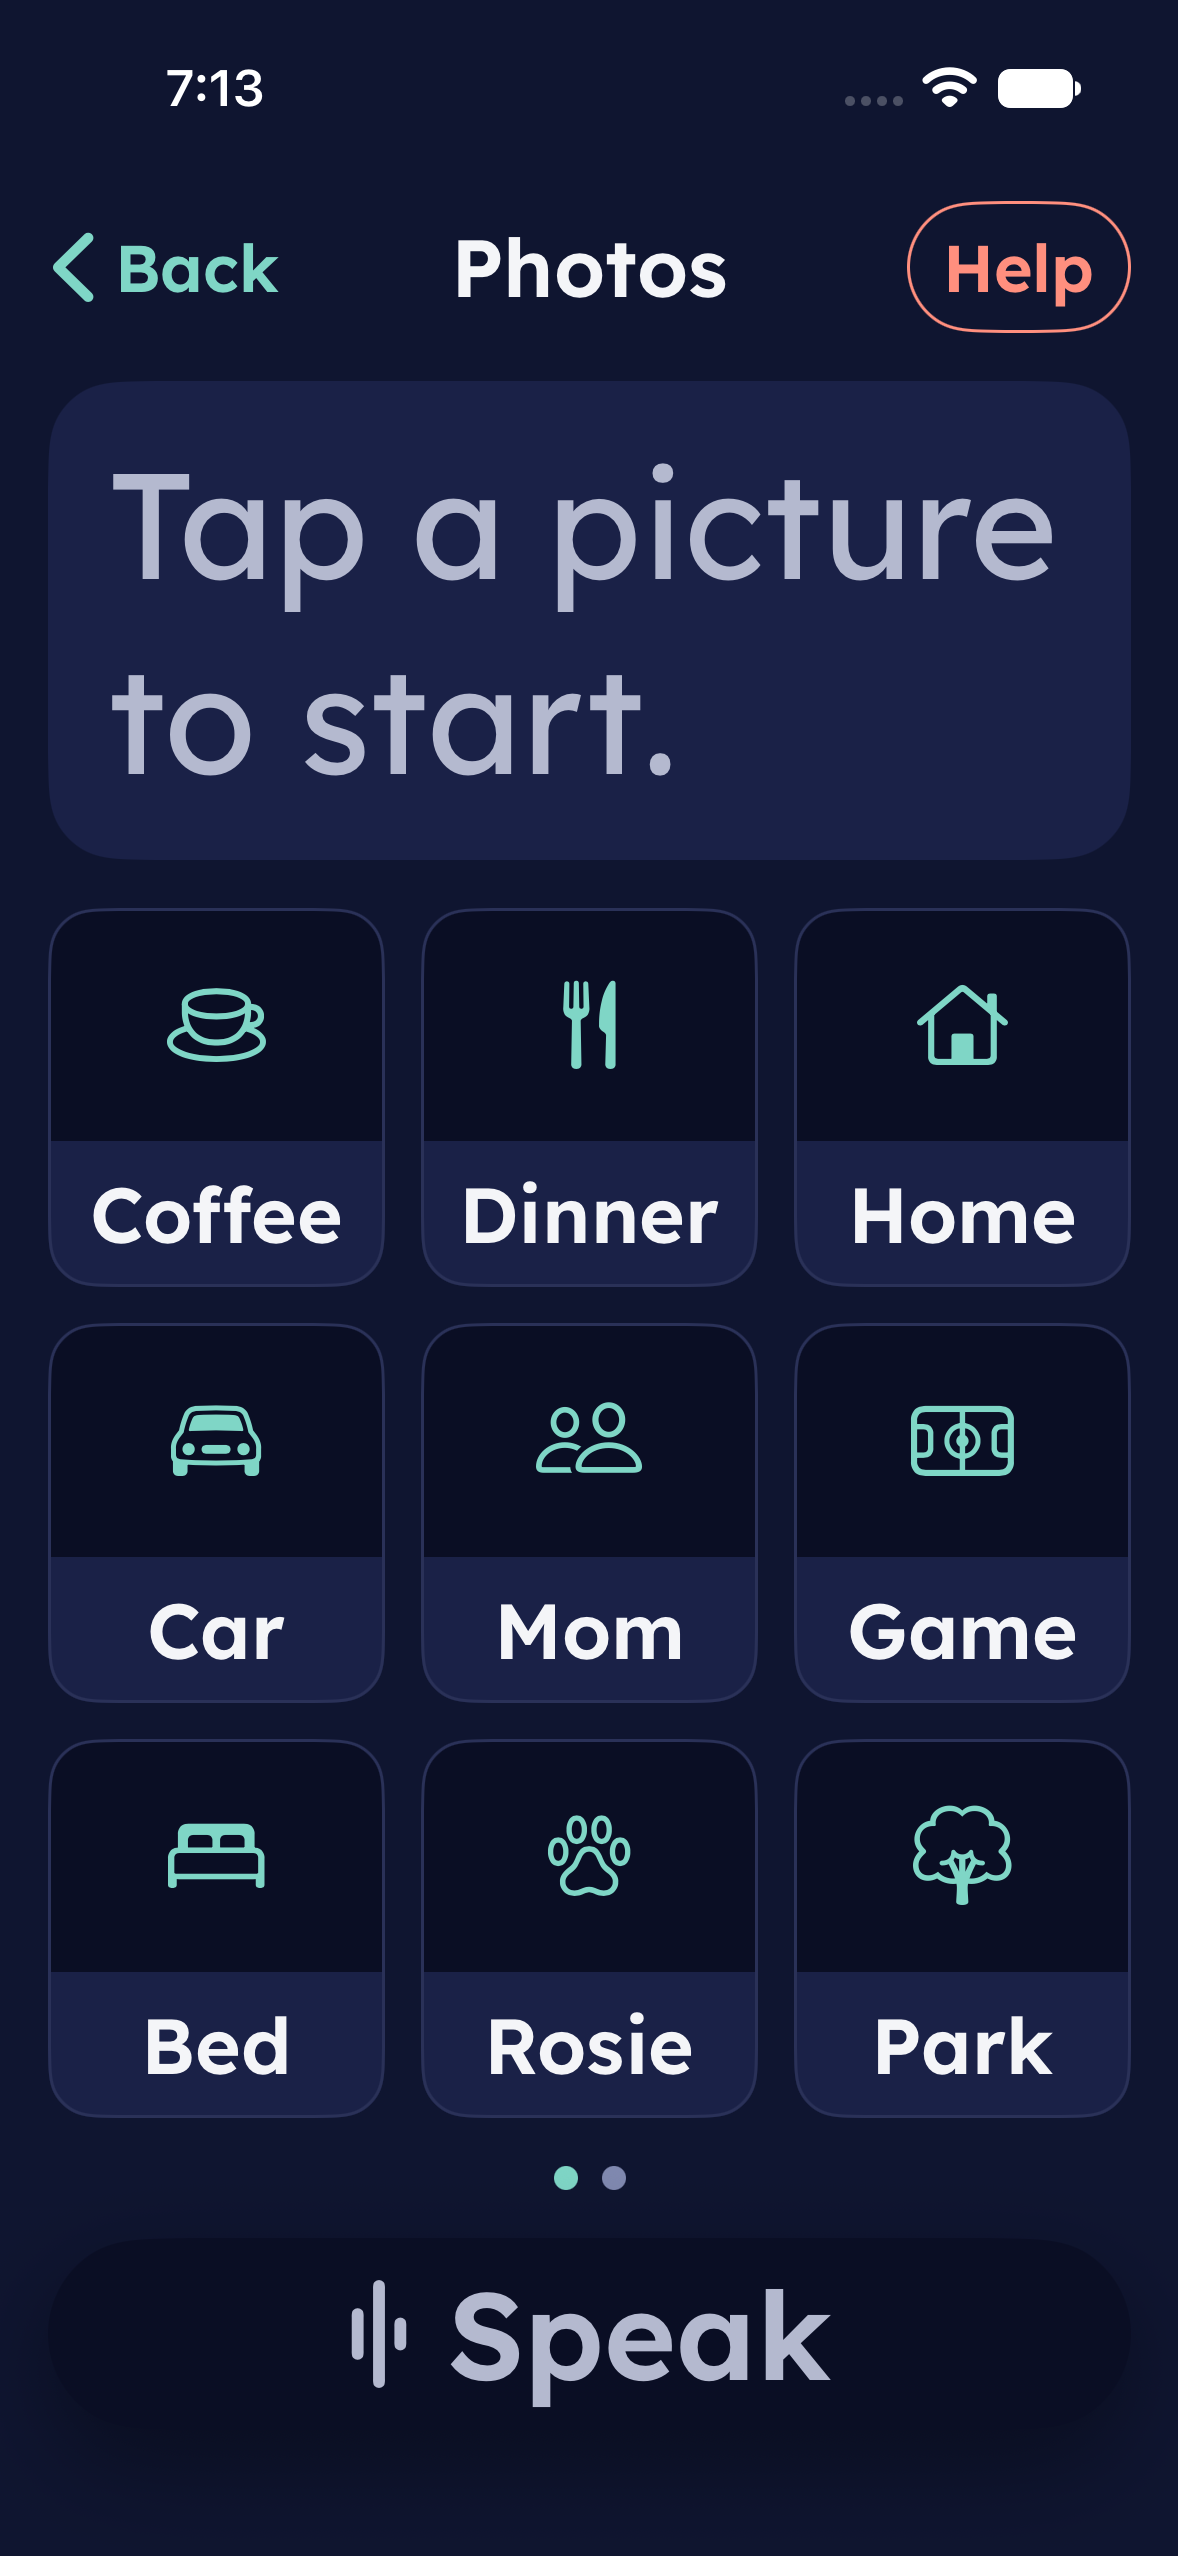 7:13
Back
Photos
Help
Tap a picture
to start.
Coffee
Dinner
Home
Car
Mom
Game
Bed
Rosie
Park
Speak